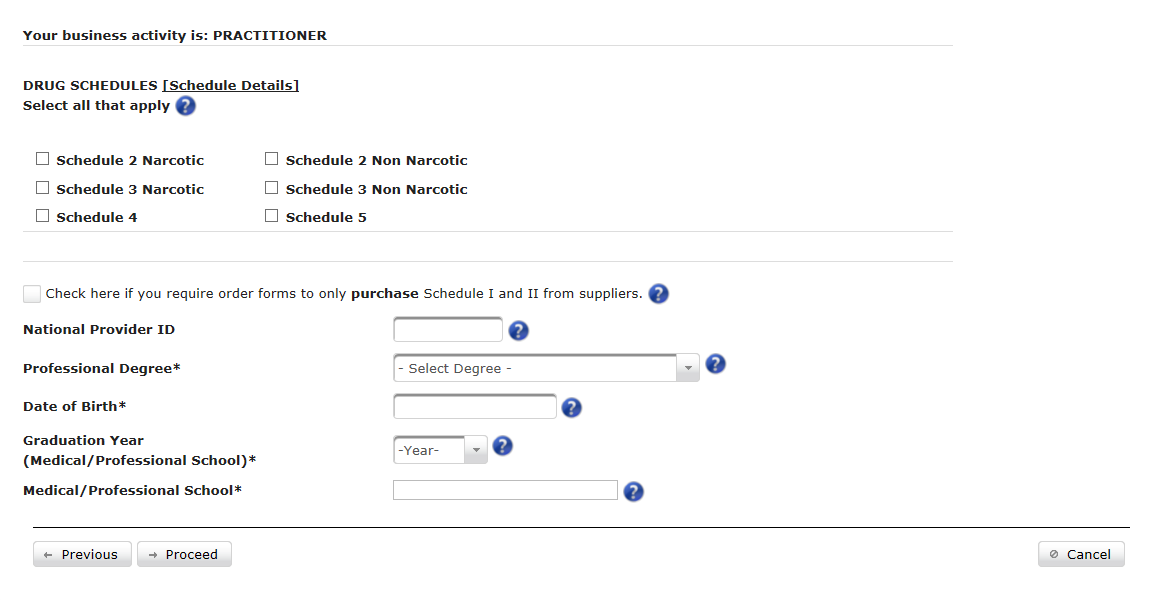 Your business activity is: PRACTITIONER
DRUG SCHEDULES [Schedule Details]
Select all that apply ?
Schedule 2 Narcotic Schedule 2 Non Narcotic
Schedule 3 Narcotic Schedule 3 Non Narcotic
Schedule 4 Schedule 5
Check here if you require order forms to only purchase Schedule I and II from suppliers. ?
National Provider ID ?
Professional Degree* - Select Degree - ?
Date of Birth* ?
Graduation Year
(Medical/Professional School)* -Year- ?
Medical/Professional School* ?
Previous Proceed Cancel